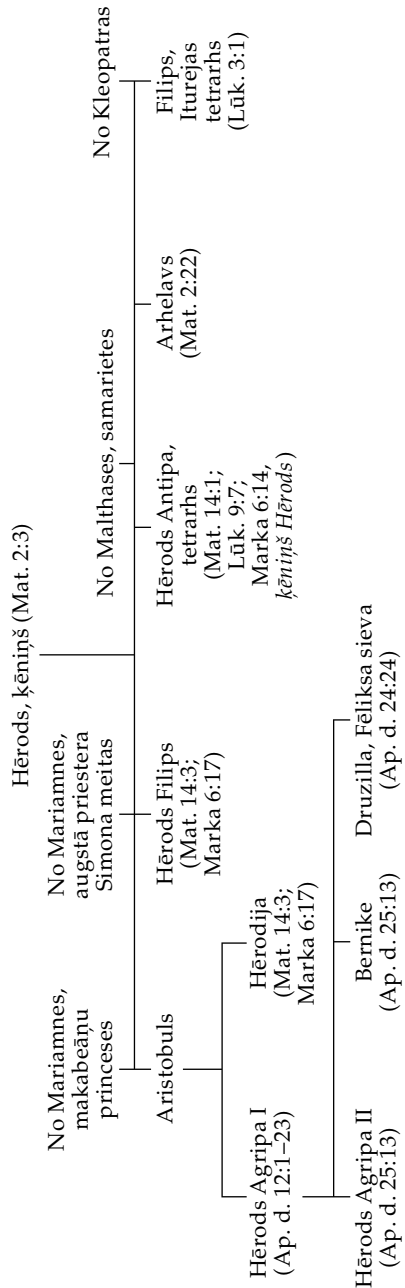 Hērods, ķēniņš (Mat. 2:3)
No Mariamnes,
makabeāņu
princeses
No Mariamnes,
augstā priestera
Simona meitas
No Malthases, samarietes
No Kleopatras
Aristobuls
Hērods Filips
(Mat. 14:3;
Marka 6:17)
Hērods Antipa,
tetrarhs
(Mat. 14:1;
Lūk. 9:7;
Marka 6:14,
ķēniņš Hērods)
Arhelavs
(Mat. 2:22)
Filips,
Iturejas
tetrarhs
(Lūk. 3:1)
Hērods Agripa I
(Ap. d. 12:1–23)
Hērodija
(Mat. 14:3;
Marka 6:17)
Hērods Agripa II
(Ap. d. 25:13)
Bernike
(Ap. d. 25:13)
Druzilla, Fēliksa sieva
(Ap. d. 24:24)